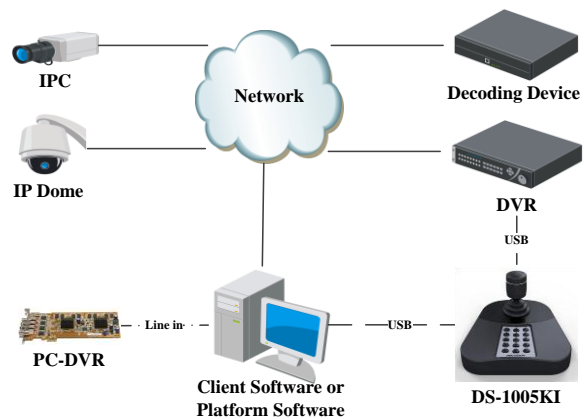 Network
IPC
Decoding Device
IP Dome
DVR
USB
Line in
USB
PC-DVR
Client Software or
Platform Software
DS-1005KI